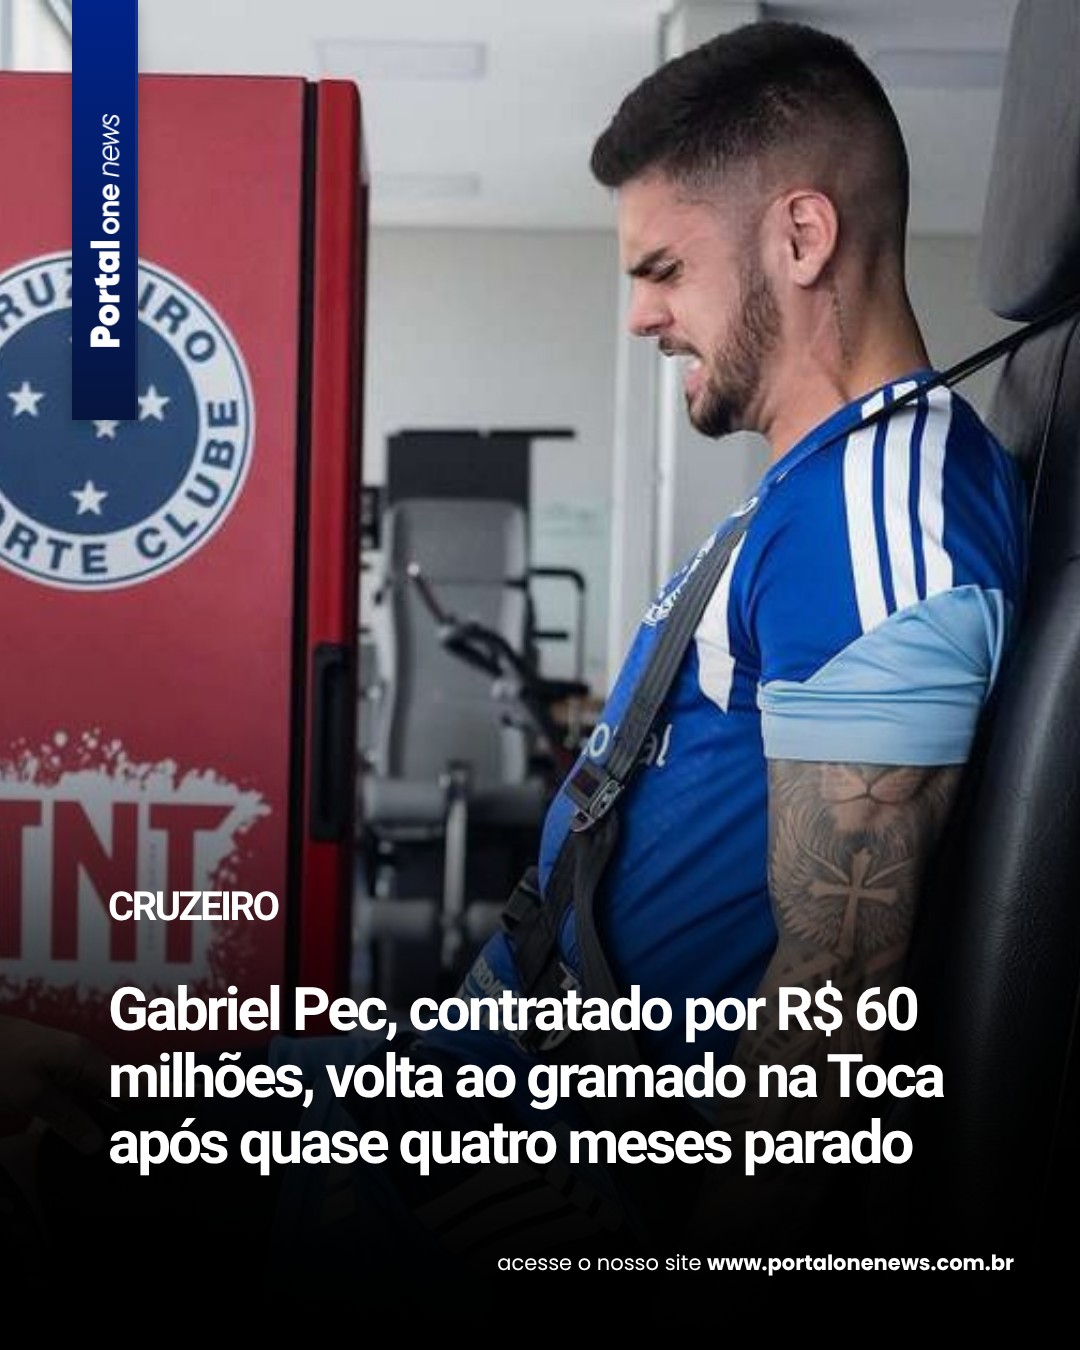 Portal one news
CRUZEIRO
ORTE CLUBE
TNT
CRUZEIRO
Gabriel Pec, contratado por R$ 60
milhões, volta ao gramado na Toca
após quase quatro meses parado
acesse o nosso site www.portalonenews.com.br